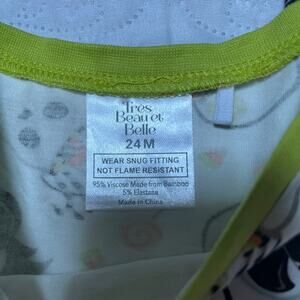 Tres
Beau et
Belle
24 M
WEAR SNUG FITTING
NOT FLAME RESISTANT
95% Viscose Made from Bamboo
5% Elastane
Made in China